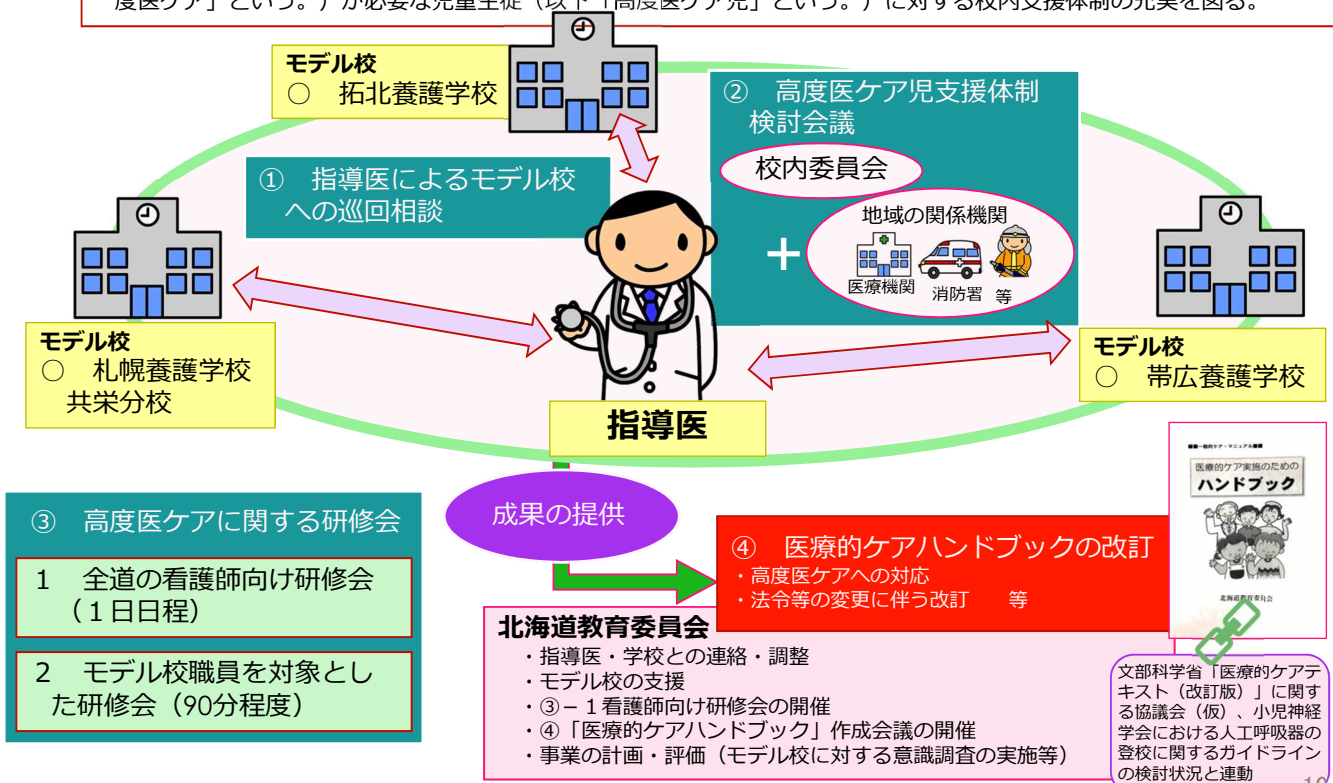 度医ケア」という。）が必要な児童生徒（以下「高度医ケア児」という。）に対する校内支援体制の充実を図る。
モデル校
○ 拓北養護学校
① 指導医によるモデル校
への巡回相談
② 高度医ケア児支援体制
検討会議
校内委員会
+
地域の関係機関
医療機関 消防署 等
モデル校
○ 札幌養護学校
共栄分校
モデル校
○ 帯広養護学校
指導医
成果の提供
③ 高度医ケアに関する研修会
1 全道の看護師向け研修会
（１日日程）
2 モデル校職員を対象とし
た研修会（90分程度）
④ 医療的ケアハンドブックの改訂
・高度医ケアへの対応
・法令等の変更に伴う改訂 等
北海道教育委員会
・指導医・学校との連絡・調整
・モデル校の支援
・③－１看護師向け研修会の開催
・④「医療的ケアハンドブック」作成会議の開催
・事業の計画・評価（モデル校に対する意識調査の実施等）
■■一般的ケア・マニュアル■■
医療的ケア実施のための
ハンドブック
北海道教育委員会
文部科学省「医療的ケアテ
キスト（改訂版）」に関す
る協議会（仮）、小児神経
学会における人工呼吸器の
登校に関するガイドライン
の検討状況と連動